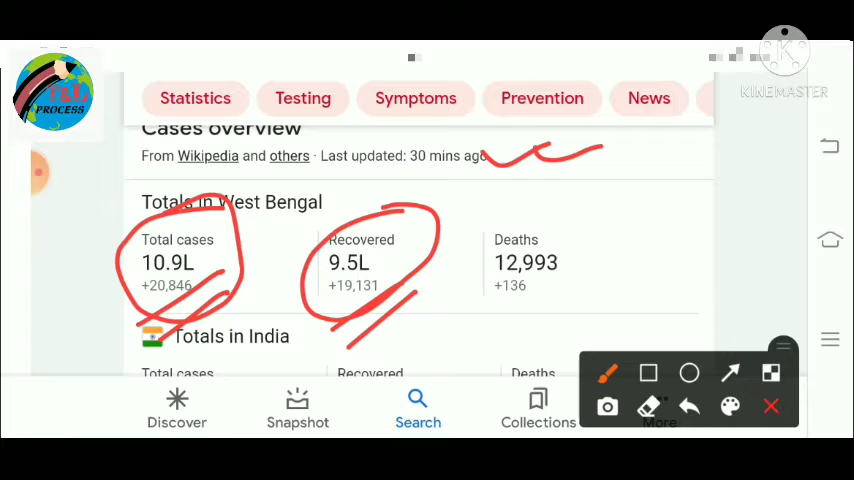 KINEMASTER
PROCESS
Statistics
Testing
Symptoms
Prevention
News
Cases overview
From Wikipedia and others · Last updated: 30 mins ago
Totals in West Bengal
Total cases
10.9L
+20,846
Recovered
9.5L
+19,131
Deaths
12,993
+136
Totals in India
Total cases
Recovered
Deaths
Discover
Snapshot
Search
Collections
More